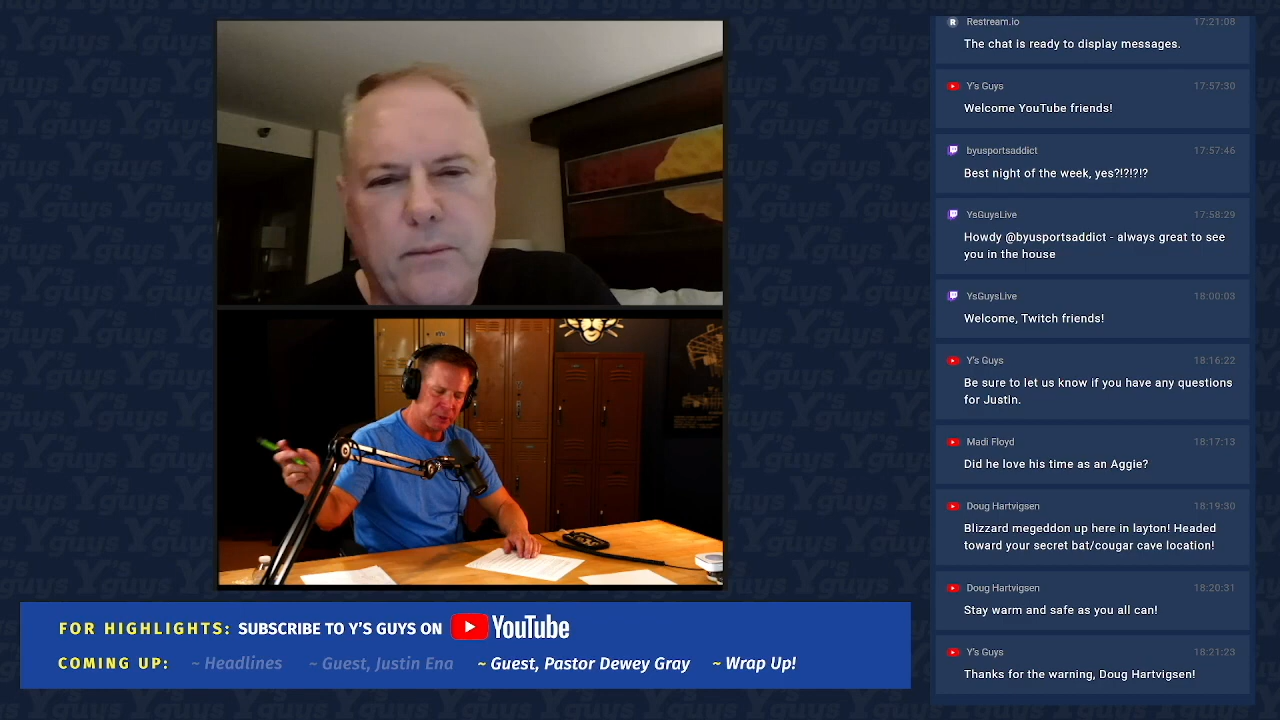 Restream.io 17:21:08
The chat is ready to display messages.
Y's Guys 17:57:30
Welcome YouTube friends!
byusportsaddict 17:57:46
Best night of the week, yes?!?!?!?
YsGuysLive 17:58:29
Howdy @byusportsaddict - always great to see
you in the house
YsGuysLive 18:00:03
Welcome, Twitch friends!
Y's Guys 18:16:22
Be sure to let us know if you have any questions
for Justin.
Madi Floyd 18:17:13
Did he love his time as an Aggie?
Doug Hartvigsen 18:19:30
Blizzard megeddon up here in layton! Headed
toward your secret bat/cougar cave location!
Doug Hartvigsen 18:20:31
Stay warm and safe as you all can!
Y's Guys 18:21:23
Thanks for the warning, Doug Hartvigsen!
FOR HIGHLIGHTS: SUBSCRIBE TO Y'S GUYS ON YouTube
COMING UP: ~ Headlines ~ Guest, Justin Ena ~ Guest, Pastor Dewey Gray ~ Wrap Up!